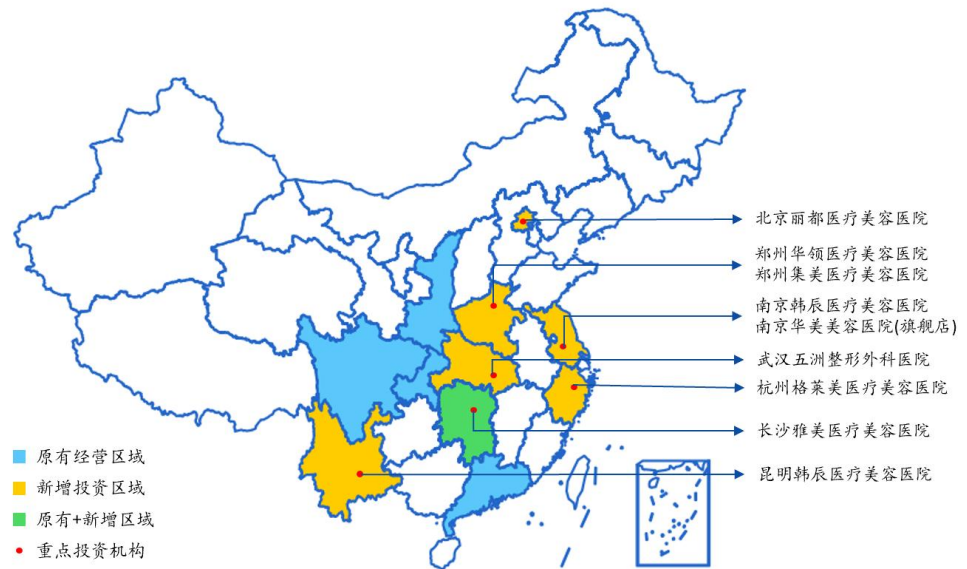 北京丽都医疗美容医院
郑州华领医疗美容医院
郑州集美医疗美容医院
南京韩辰医疗美容医院
南京华美美容医院(旗舰店)
武汉五洲整形外科医院
杭州格莱美医疗美容医院
长沙雅美医疗美容医院
昆明韩辰医疗美容医院
原有经营区域
新增投资区域
原有+新增区域
重点投资机构